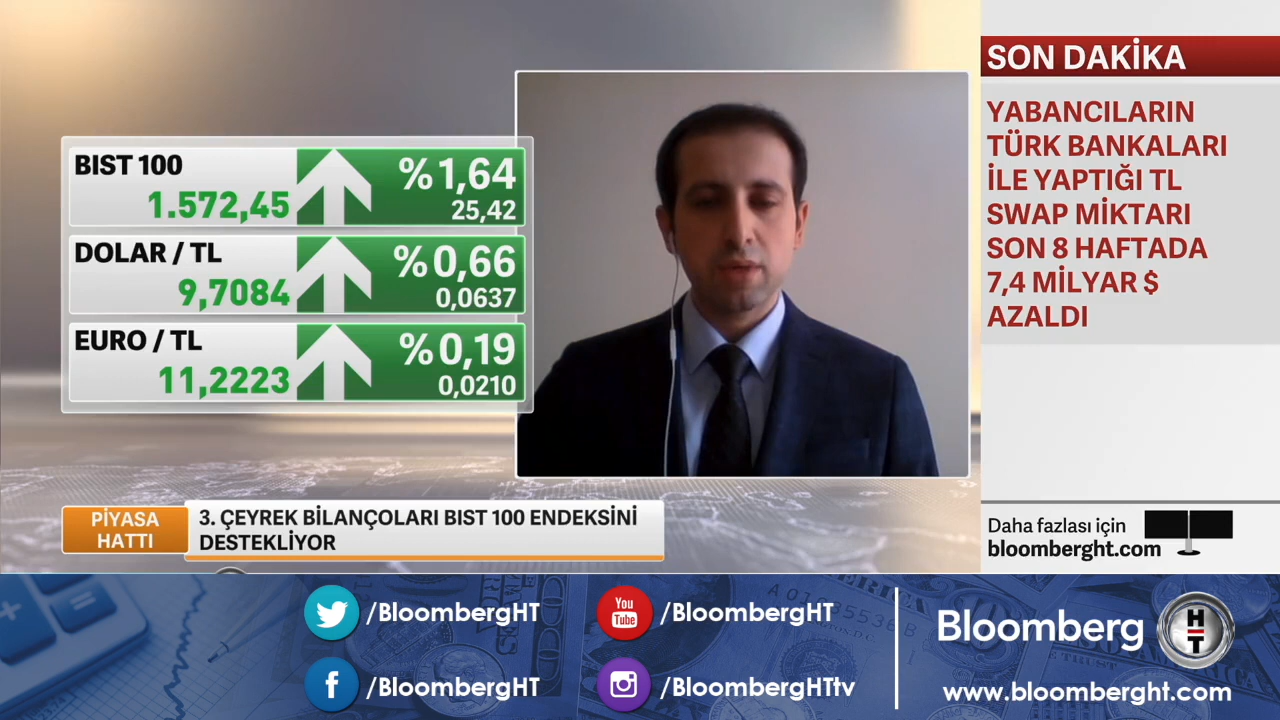 BIST 100
1.572,45
%1,64
25,42
DOLAR / TL
9,7084
%0,66
0,0637
EURO / TL
11,2223
%0,19
0,0210
PİYASA
HATTI
3. ÇEYREK BİLANÇOLARI BIST 100 ENDEKSİNİ
DESTEKLİYOR
SON DAKİKA
YABANCILARIN
TÜRK BANKALARI
İLE YAPTIĞI TL
SWAP MİKTARI
SON 8 HAFTADA
7,4 MİLYAR $
AZALDI
Daha fazlası için
bloomberght.com
/BloombergHT
You
Tube
/BloombergHT
/BloombergHT
/BloombergHTtv
Bloomberg HT
www.bloomberght.com